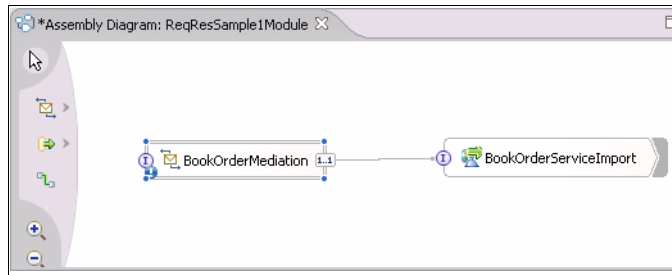 *Assembly Diagram: ReqResSample1Module
I BookOrderMediation 1..1
I BookOrderServiceImport